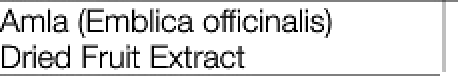 Amla (Emblica officinalis)
Dried Fruit Extract